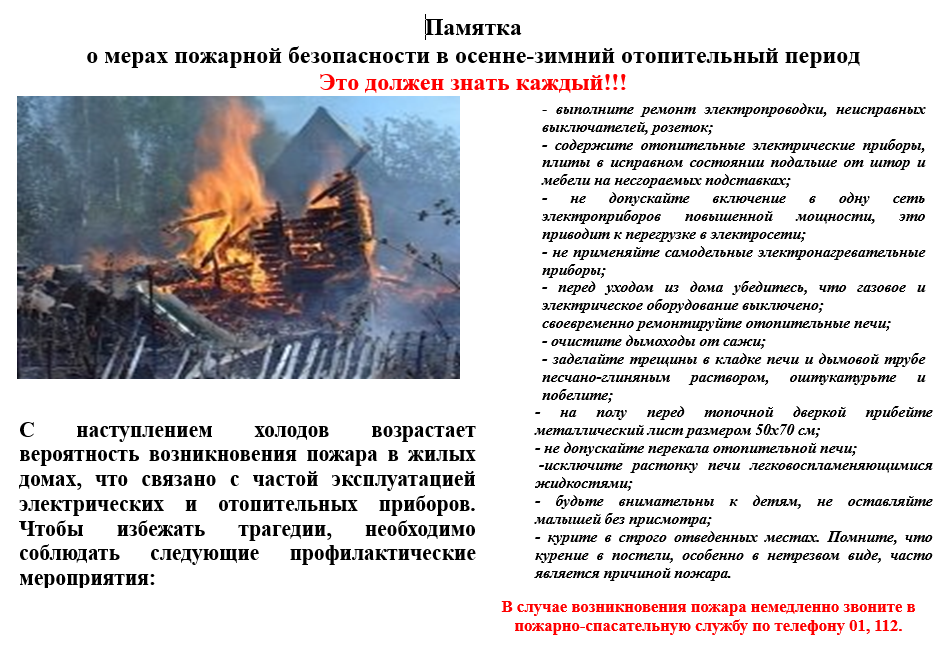 Памятка
о мерах пожарной безопасности в осенне-зимний отопительный период
Это должен знать каждый!!!
С наступлением холодов возрастает
вероятность возникновения пожара в жилых
домах, что связано с частой эксплуатацией
электрических и отопительных приборов.
Чтобы избежать трагедии, необходимо
соблюдать следующие профилактические
мероприятия:
- выполните ремонт электропроводки, неисправных
выключателей, розеток;
- содержите отопительные электрические приборы,
плиты в исправном состоянии подальше от штор и
мебели на несгораемых подставках;
- не допускайте включение в одну сеть
электроприборов повышенной мощности, это
приводит к перегрузке в электросети;
- не применяйте самодельные электронагревательные
приборы;
- перед уходом из дома убедитесь, что газовое и
электрическое оборудование выключено;
своевременно ремонтируйте отопительные печи;
- очистите дымоходы от сажи;
- заделайте трещины в кладке печи и дымовой трубе
песчано-глиняным раствором, оштукатурьте и
побелите;
- на полу перед топочной дверкой прибейте
металлический лист размером 50х70 см;
- не допускайте перекала отопительной печи;
-исключите растопку печи легковоспламеняющимися
жидкостями;
- будьте внимательны к детям, не оставляйте
малышей без присмотра;
- курите в строго отведенных местах. Помните, что
курение в постели, особенно в нетрезвом виде, часто
является причиной пожара.
В случае возникновения пожара немедленно звоните в
пожарно-спасательную службу по телефону 01, 112.